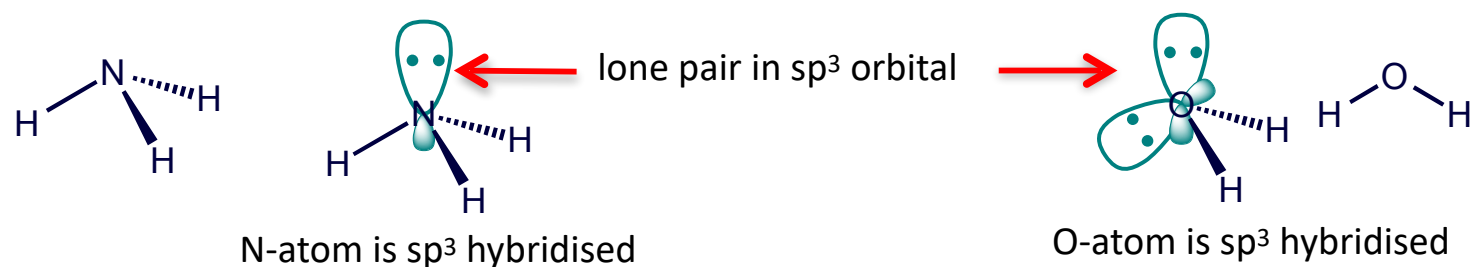 N
H
H
H
N
H
H
H
lone pair in sp³ orbital
O
H
H
O
H
H
N-atom is sp³ hybridised
O-atom is sp³ hybridised